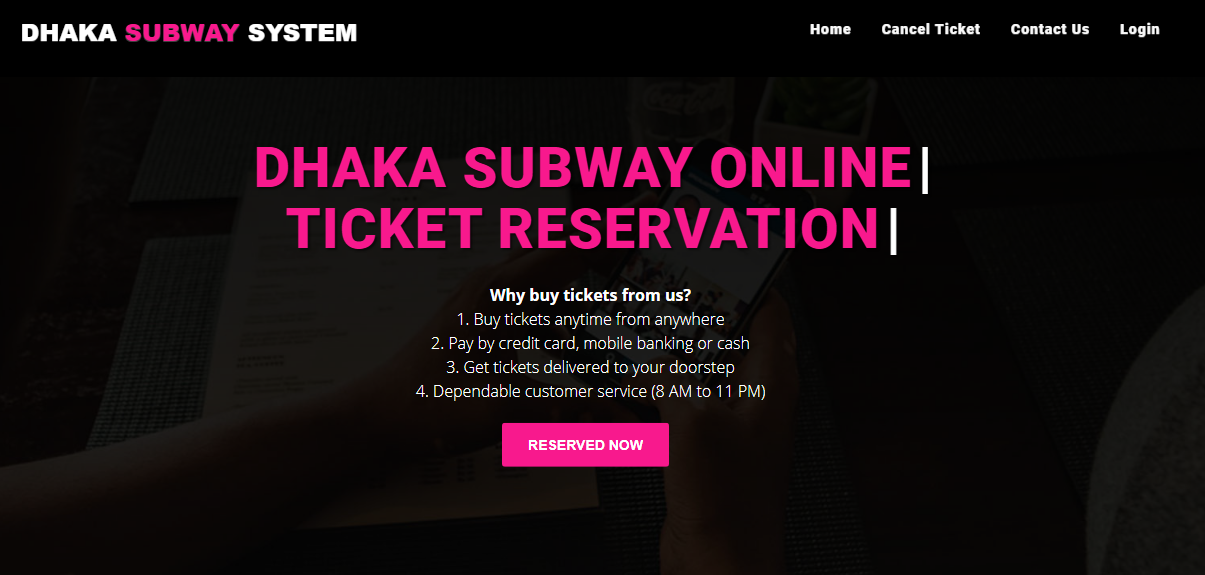 DHAKA SUBWAY SYSTEM
Home Cancel Ticket Contact Us Login
DHAKA SUBWAY ONLINE|
TICKET RESERVATION|
Why buy tickets from us?
1. Buy tickets anytime from anywhere
2. Pay by credit card, mobile banking or cash
3. Get tickets delivered to your doorstep
4. Dependable customer service (8 AM to 11 PM)
RESERVED NOW